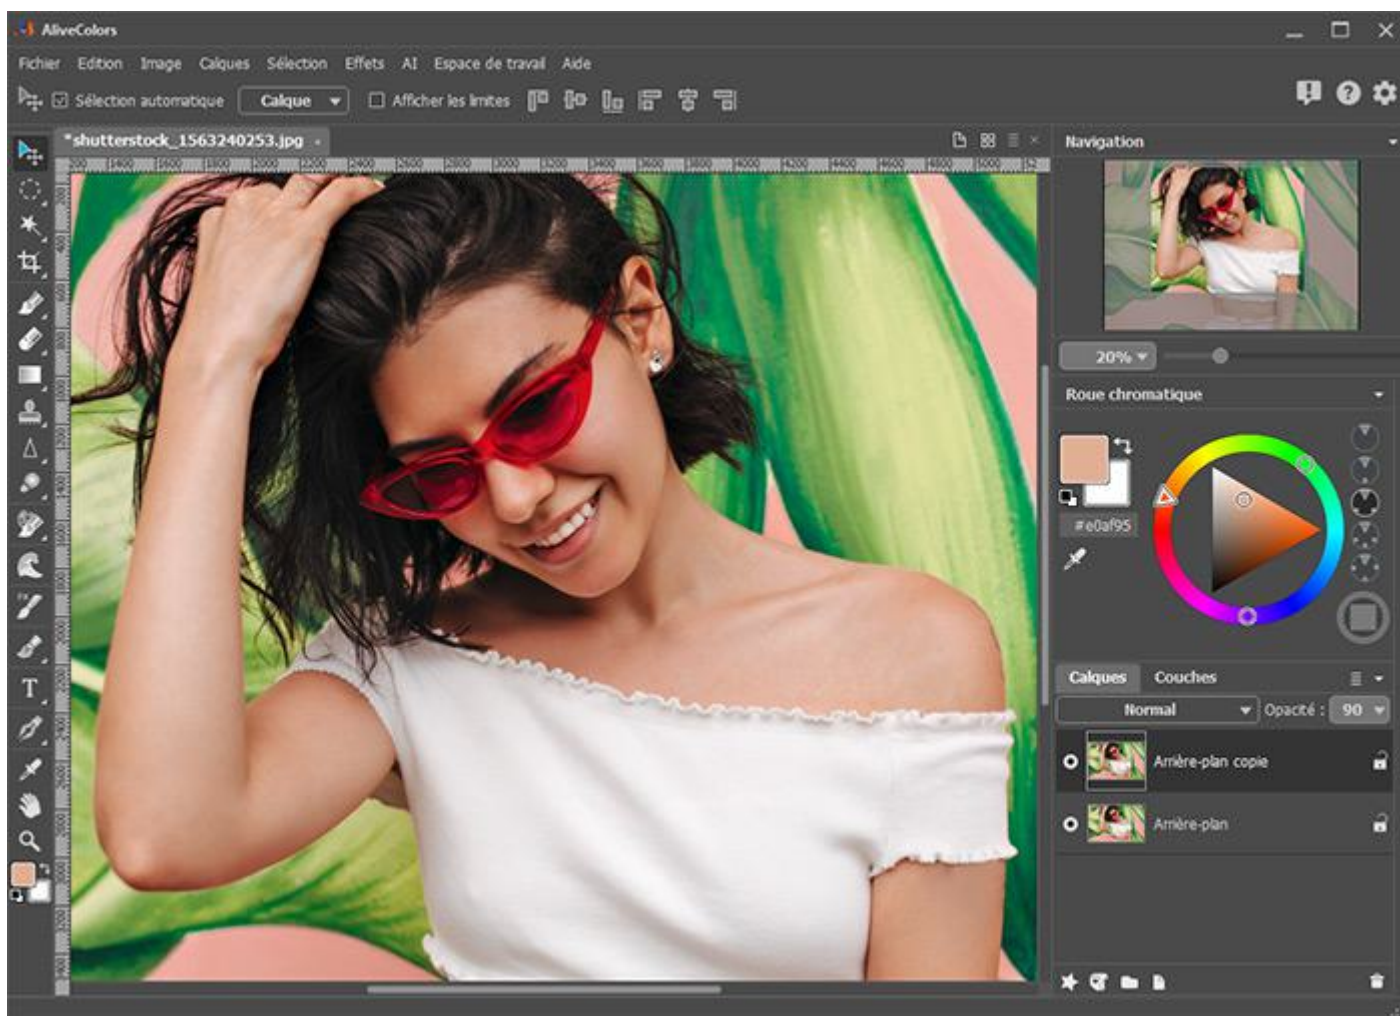 AliveColors
Fichier Edition Image Calques Sélection Effets AI Espace de travail Aide
Sélection automatique Calque Afficher les limites
*shutterstock_1563240253.jpg
Navigation
20%
Roue chromatique
#e0af95
Calques Couches
Normal Opacité : 90
Arrière-plan copie
Arrière-plan
T